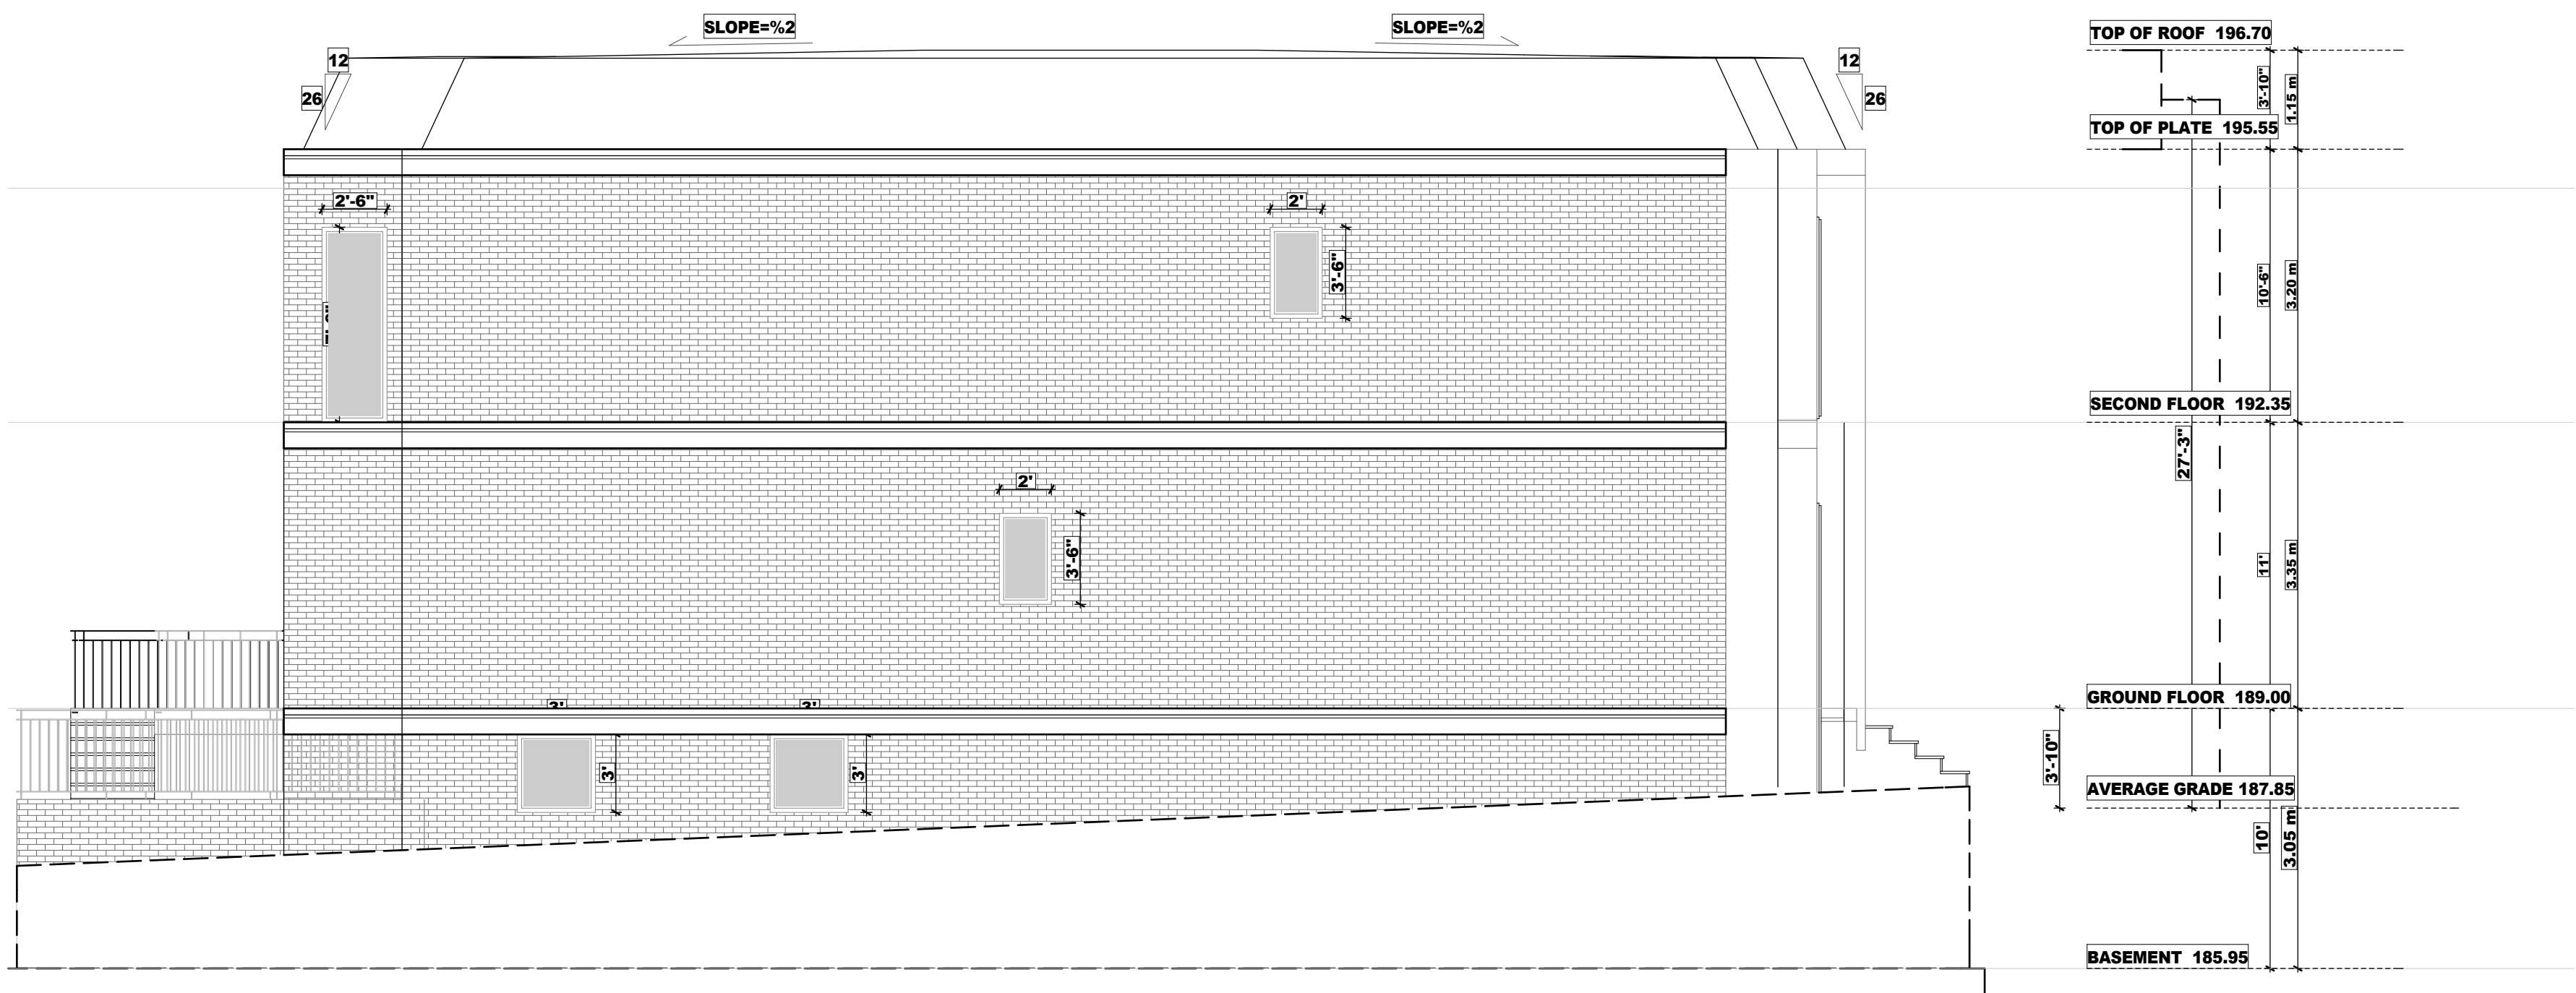 SLOPE=%2
SLOPE=%2
TOP OF ROOF 196.70
12
12
26
26
3'-10"
1.15 m
TOP OF PLATE 195.55
2'-6"
2'
3'-6"
10'-6"
3.20 m
SECOND FLOOR 192.35
27'-3"
2'
3'-6"
11'
3.35 m
GROUND FLOOR 189.00
3'
3'
3'
3'
3'-10"
AVERAGE GRADE 187.85
10'
3.05 m
BASEMENT 185.95